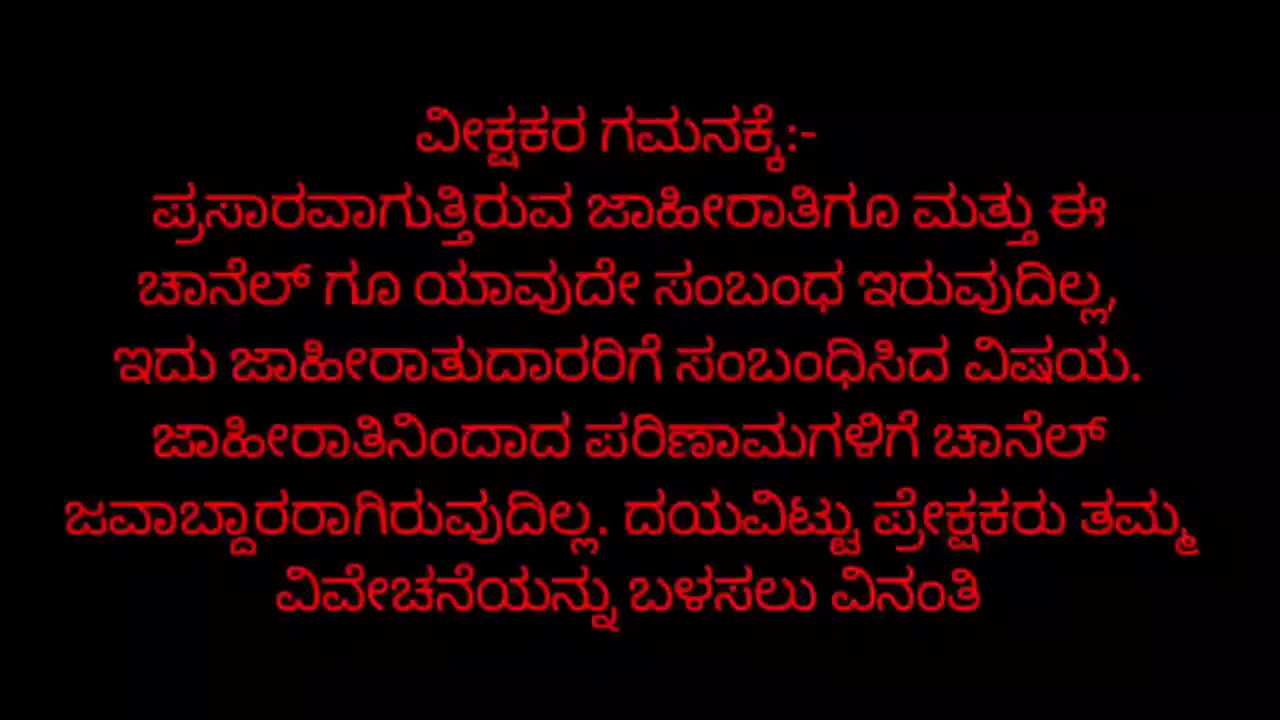 ವೀಕ್ಷಕರ ಗಮನಕ್ಕೆ:-
ಪ್ರಸಾರವಾಗುತ್ತಿರುವ ಜಾಹೀರಾತಿಗೂ ಮತ್ತು ಈ
ಚಾನೆಲ್ ಗೂ ಯಾವುದೇ ಸಂಬಂಧ ಇರುವುದಿಲ್ಲ,
ಇದು ಜಾಹೀರಾತುದಾರರಿಗೆ ಸಂಬಂಧಿಸಿದ ವಿಷಯ.
ಜಾಹೀರಾತಿನಿಂದಾದ ಪರಿಣಾಮಗಳಿಗೆ ಚಾನೆಲ್
ಜವಾಬ್ದಾರರಾಗಿರುವುದಿಲ್ಲ. ದಯವಿಟ್ಟು ಪ್ರೇಕ್ಷಕರು ತಮ್ಮ
ವಿವೇಚನೆಯನ್ನು ಬಳಸಲು ವಿನಂತಿ